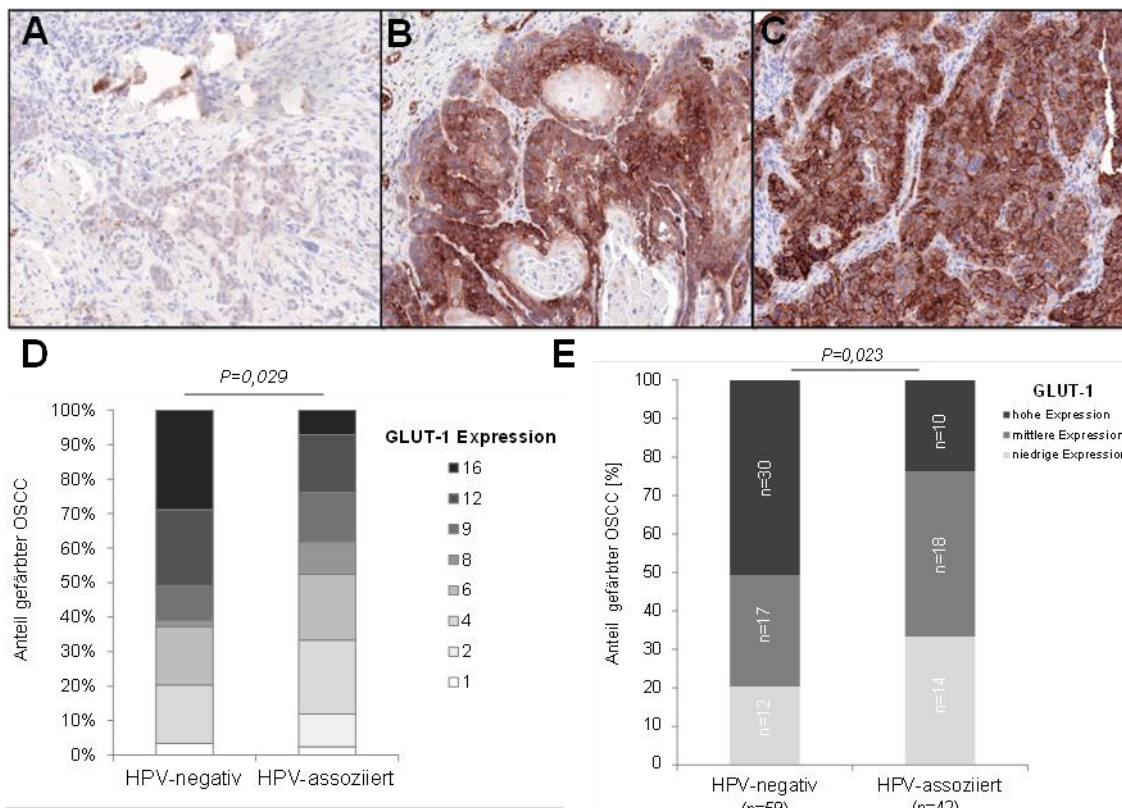 A
B
C
D
P=0,029
Anteil gefärbter OSCC
100%
90%
80%
70%
60%
50%
40%
30%
20%
10%
0%
HPV-negativ
HPV-assoziiert
GLUT-1 Expression
16
12
9
8
6
4
2
1
E
P=0,023
Anteil gefärbter OSCC [%]
100
90
80
70
60
50
40
30
20
10
0
n=30
n=17
n=12
n=10
n=18
n=14
HPV-negativ
(n=59)
HPV-assoziiert
(n=42)
GLUT-1
hohe Expression
mittlere Expression
niedrige Expression